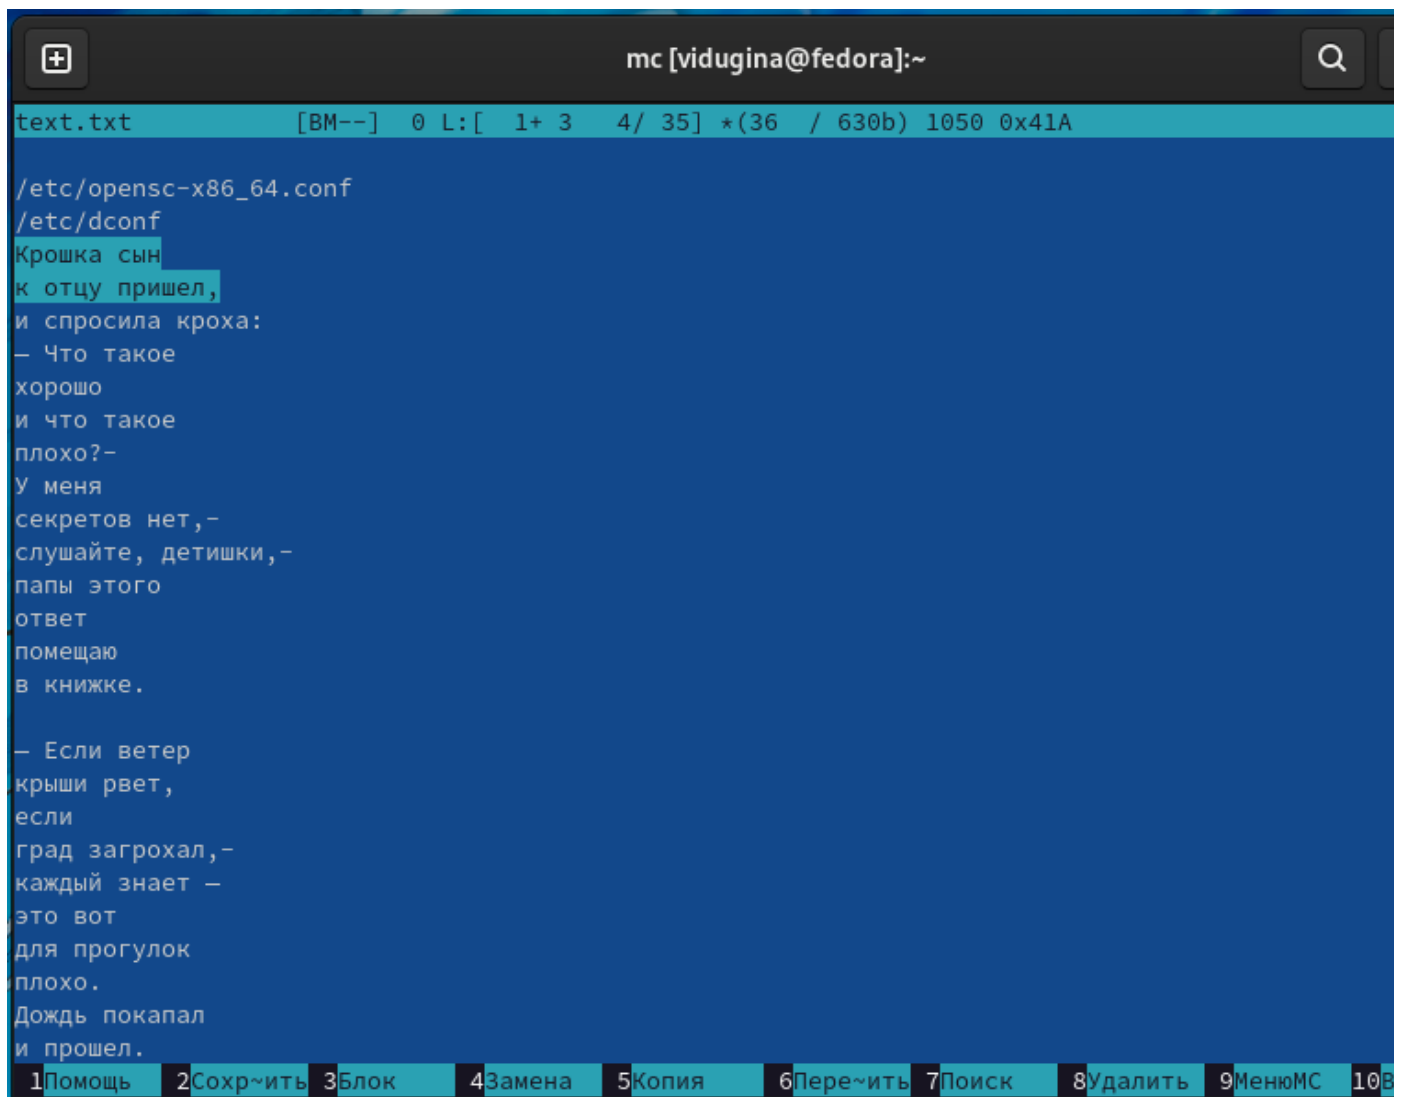 mc [vidugina@fedora]:~
text.txt [BM--] 0 L:[ 1+ 3 4/ 35] *(36 / 630b) 1050 0x41A
/etc/opensc-x86_64.conf
/etc/dconf
Крошка сын
к отцу пришел,
и спросила кроха:
— Что такое
хорошо
и что такое
плохо?-
У меня
секретов нет,-
слушайте, детишки,-
папы этого
ответ
помещаю
в книжке.
— Если ветер
крыши рвет,
если
град загрохал,-
каждый знает —
это вот
для прогулок
плохо.
Дождь покапал
и прошел.
1Помощь 2Сохр~ить 3Блок 4Замена 5Копия 6Пере~ить 7Поиск 8Удалить 9МенюМС 10В